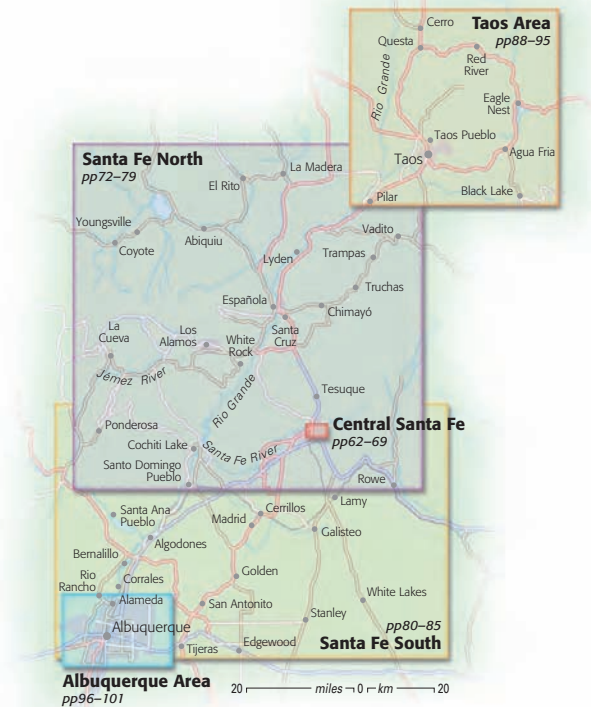 Cerro
Taos Area
pp88–95
Questa
Red
River
Rio Grande
Eagle
Nest
Taos Pueblo
Taos
Agua Fria
Black Lake
Pilar
Santa Fe North
pp72–79
La Madera
El Rito
Youngsville
Coyote
Abiquiu
Vadito
Lyden
Trampas
Truchas
Española
Chimayó
Santa
Cruz
La
Cueva
Los
Alamos
White
Rock
Jémez River
Rio Grande
Tesuque
Ponderosa
Central Santa Fe
pp62–69
Cochiti Lake
Santa Fe River
Santo Domingo
Pueblo
Rowe
Lamy
Santa Ana
Pueblo
Madrid
Cerrillos
Galisteo
Algodones
Bernalillo
Golden
Rio
Rancho
Corrales
Alameda
San Antonito
White Lakes
Stanley
Albuquerque
pp80–85
Santa Fe South
Tijeras
Edgewood
Albuquerque Area
pp96–101
20 miles 0 km 20